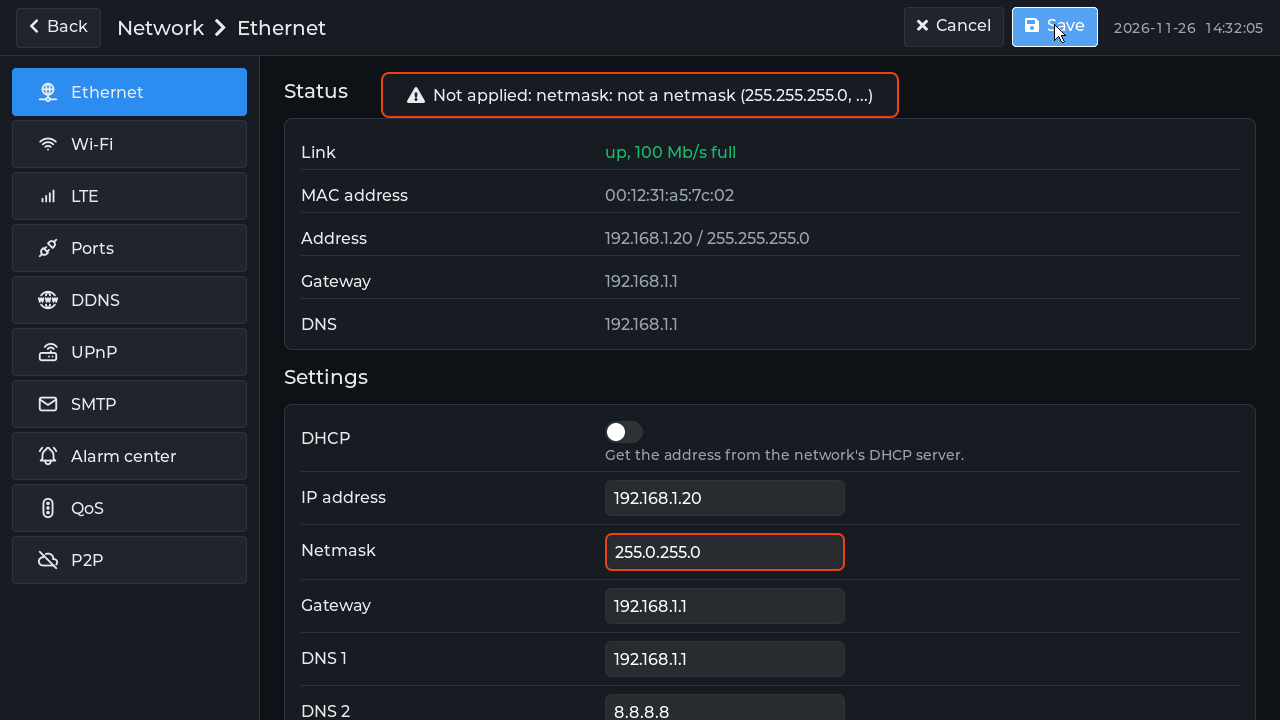 Back
Network > Ethernet
Cancel
Save
2026-11-26 14:32:05
Ethernet
Wi-Fi
LTE
Ports
DDNS
UPnP
SMTP
Alarm center
QoS
P2P
Status
Not applied: netmask: not a netmask (255.255.255.0, ...)
Link up, 100 Mb/s full
MAC address 00:12:31:a5:7c:02
Address 192.168.1.20 / 255.255.255.0
Gateway 192.168.1.1
DNS 192.168.1.1
Settings
DHCP
Get the address from the network's DHCP server.
IP address 192.168.1.20
Netmask 255.0.255.0
Gateway 192.168.1.1
DNS 1 192.168.1.1
DNS 2 8.8.8.8